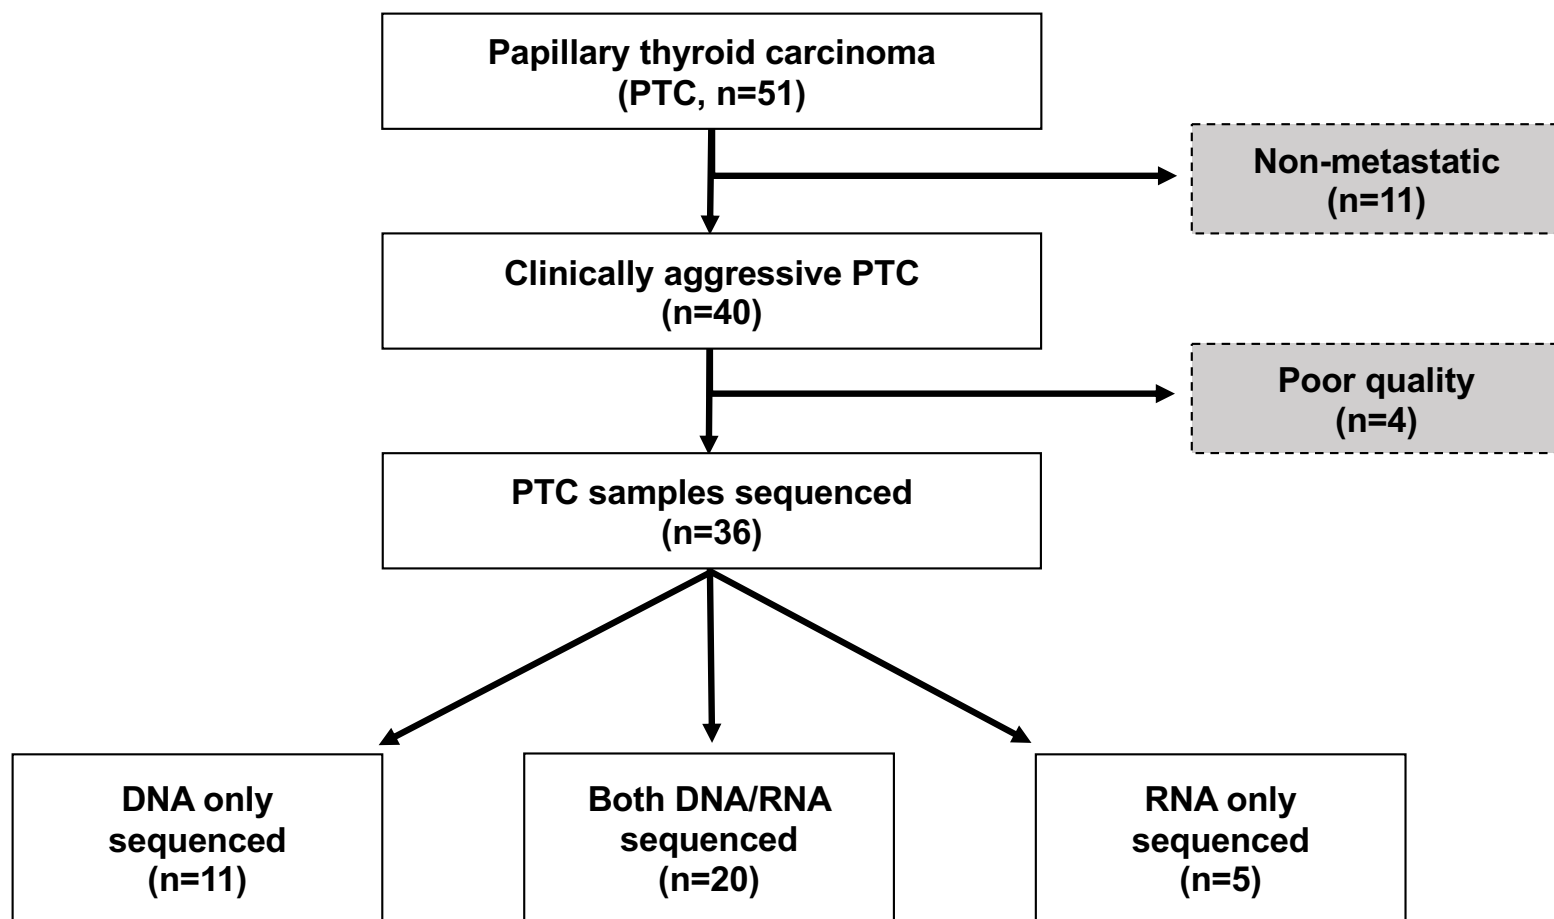 Papillary thyroid carcinoma
(PTC, n=51)
Non-metastatic
(n=11)
Clinically aggressive PTC
(n=40)
Poor quality
(n=4)
PTC samples sequenced
(n=36)
DNA only
sequenced
(n=11)
Both DNA/RNA
sequenced
(n=20)
RNA only
sequenced
(n=5)